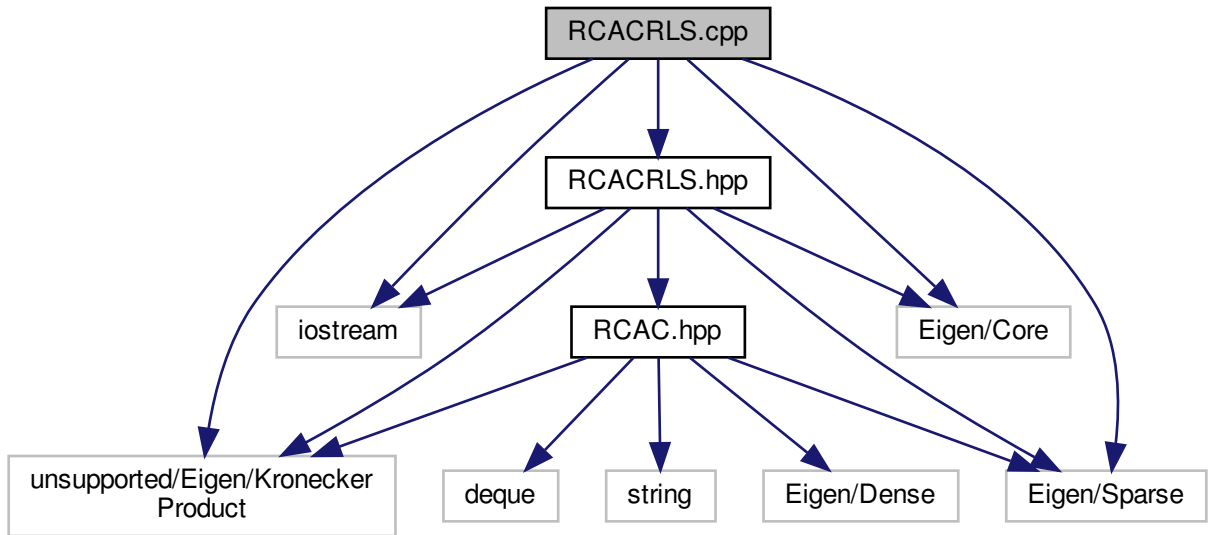 RCACRLS.cpp
RCACRLS.hpp
iostream
RCAC.hpp
Eigen/Core
unsupported/Eigen/Kronecker
Product
deque
string
Eigen/Dense
Eigen/Sparse